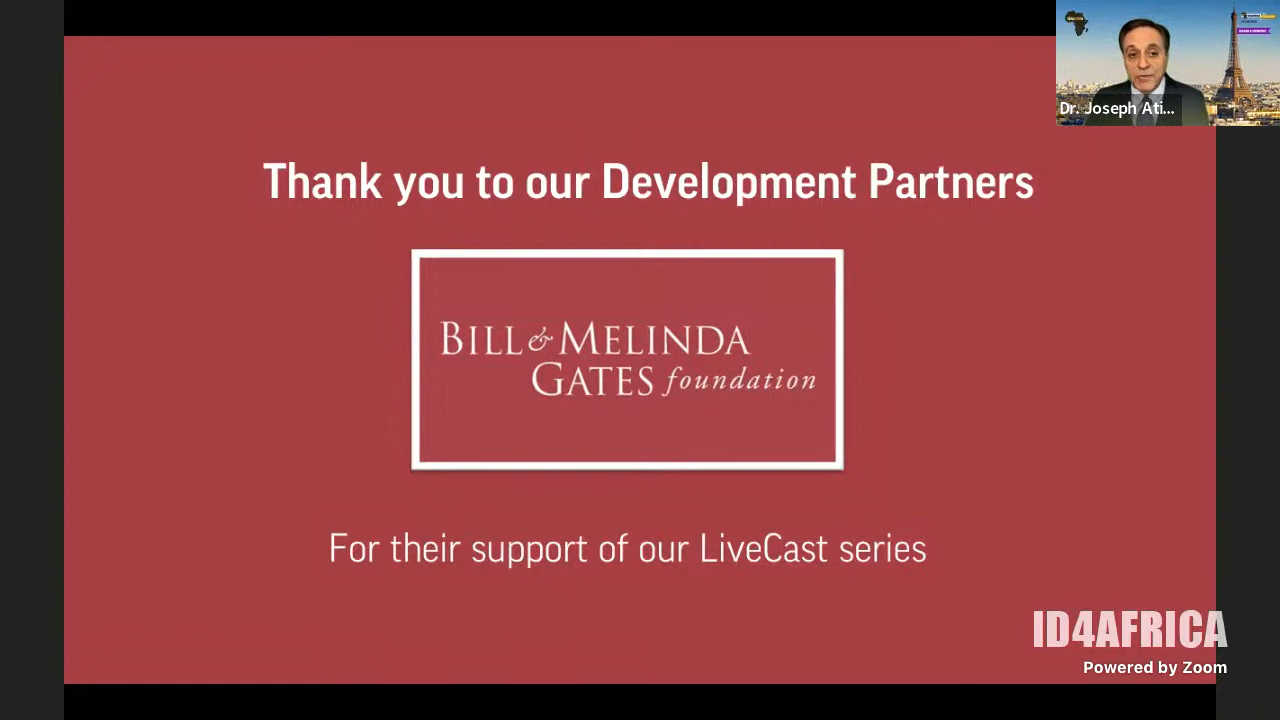 Dr. Joseph Ati...
Thank you to our Development Partners
BILL & MELINDA
GATES foundation
For their support of our LiveCast series
ID4AFRICA
Powered by Zoom